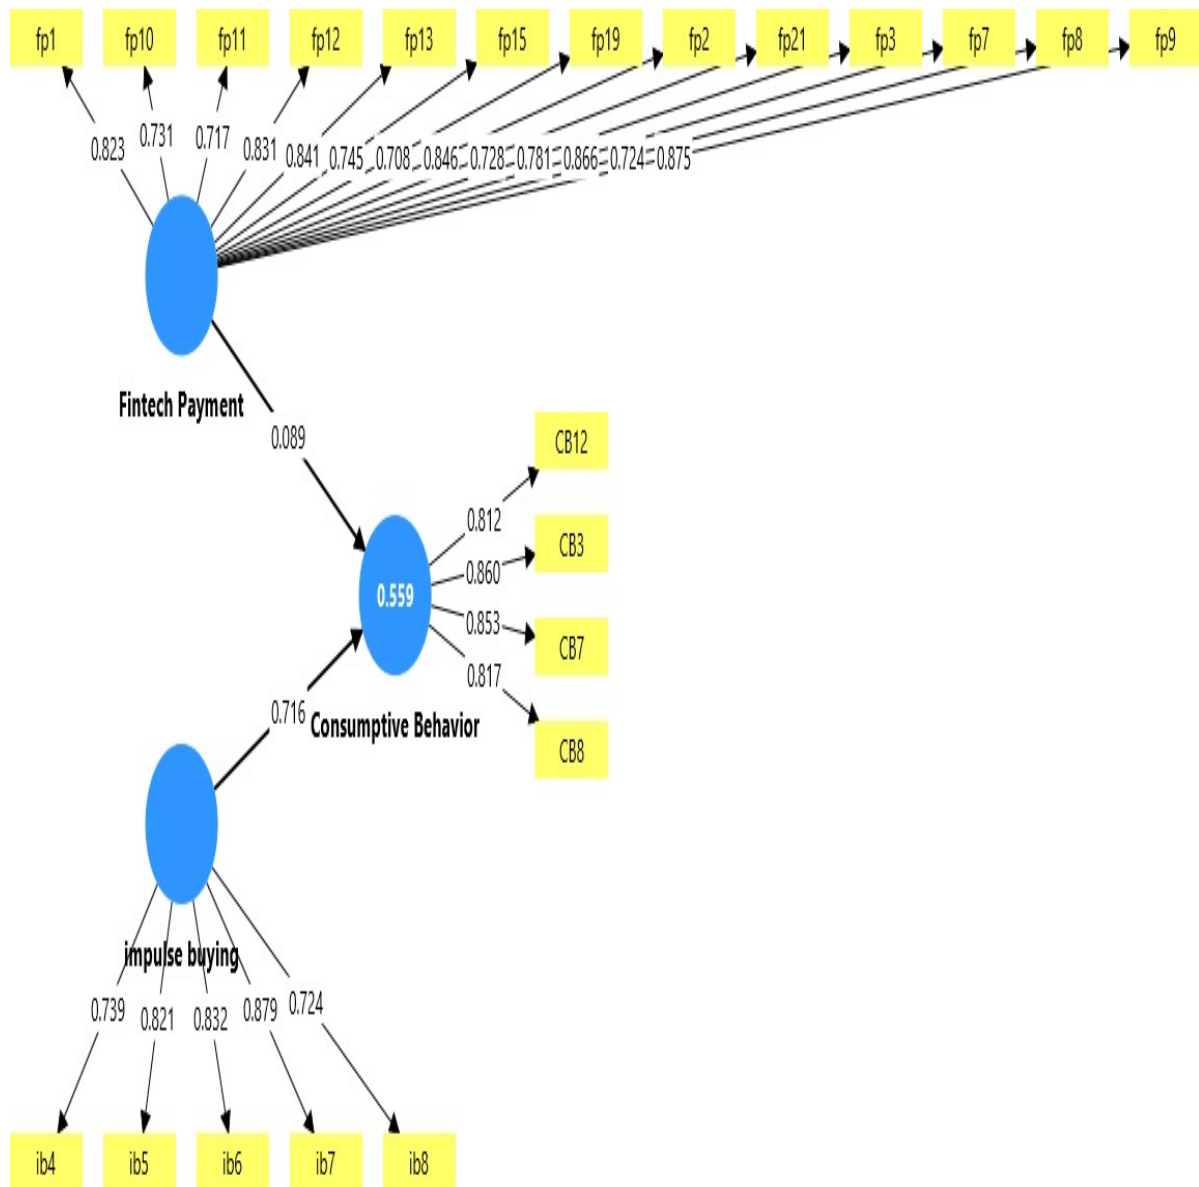 fp1 fp10 fp11 fp12 fp13 fp15 fp19 fp2 fp21 fp3 fp7 fp8 fp9
0.823 0.731 0.717 0.831 0.841 0.745 0.708 0.846 0.728 0.781 0.866 0.724 0.875
Fintech Payment
0.089
CB12
0.812
CB3
0.860
0.559
0.853
CB7
0.817
0.716
Consumptive Behavior
CB8
impulse buying
0.739 0.821 0.832 0.879 0.724
ib4 ib5 ib6 ib7 ib8